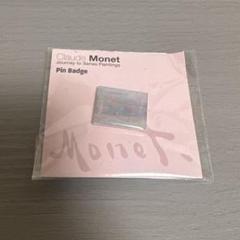 Claude Monet
Journey to Series Paintings
Pin Badge
Monet.